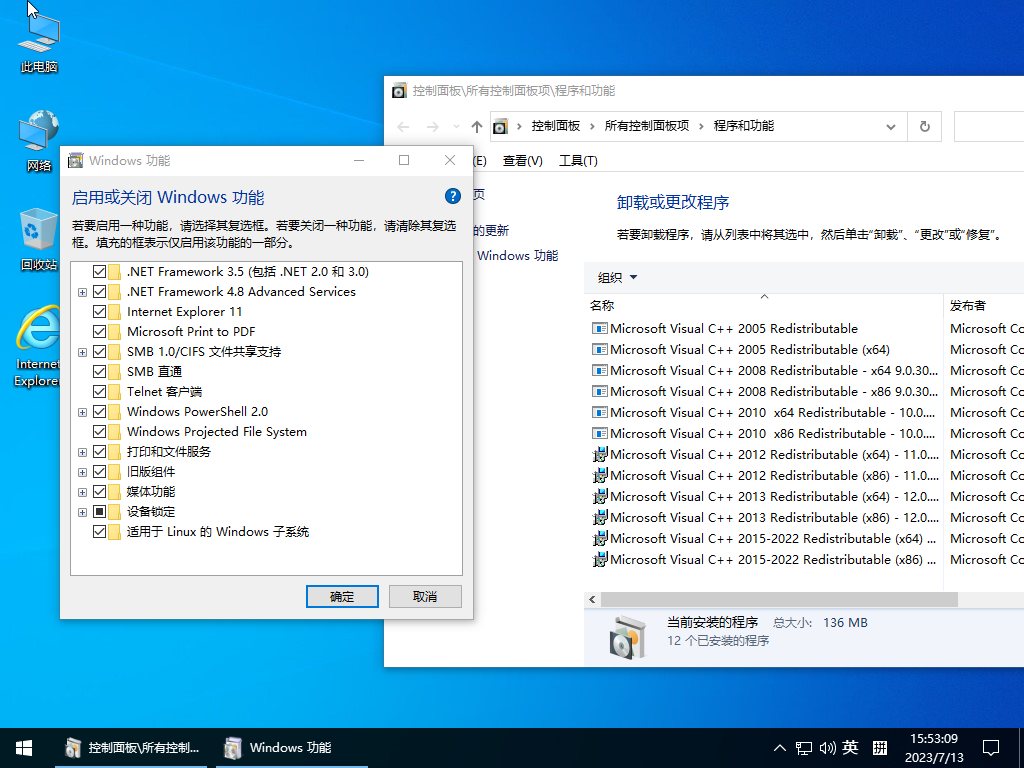 此电脑
网络
回收站
Internet
Explorer
控制面板\所有控制面板项\程序和功能
控制面板 › 所有控制面板项 › 程序和功能
(E) 查看(V) 工具(T)
页
的更新
Windows 功能
卸载或更改程序
若要卸载程序，请从列表中将其选中，然后单击“卸载”、“更改”或“修复”。
组织
名称 发布者
Microsoft Visual C++ 2005 Redistributable Microsoft Co
Microsoft Visual C++ 2005 Redistributable (x64) Microsoft Co
Microsoft Visual C++ 2008 Redistributable - x64 9.0.30... Microsoft Co
Microsoft Visual C++ 2008 Redistributable - x86 9.0.30... Microsoft Co
Microsoft Visual C++ 2010 x64 Redistributable - 10.0.... Microsoft Co
Microsoft Visual C++ 2010 x86 Redistributable - 10.0.... Microsoft Co
Microsoft Visual C++ 2012 Redistributable (x64) - 11.0.... Microsoft Co
Microsoft Visual C++ 2012 Redistributable (x86) - 11.0.... Microsoft Co
Microsoft Visual C++ 2013 Redistributable (x64) - 12.0.... Microsoft Co
Microsoft Visual C++ 2013 Redistributable (x86) - 12.0.... Microsoft Co
Microsoft Visual C++ 2015-2022 Redistributable (x64) ... Microsoft Co
Microsoft Visual C++ 2015-2022 Redistributable (x86) ... Microsoft Co
当前安装的程序 总大小: 136 MB
12 个已安装的程序
Windows 功能
启用或关闭 Windows 功能
若要启用一种功能，请选择其复选框。若要关闭一种功能，请清除其复选
框。填充的框表示仅启用该功能的一部分。
.NET Framework 3.5 (包括 .NET 2.0 和 3.0)
.NET Framework 4.8 Advanced Services
Internet Explorer 11
Microsoft Print to PDF
SMB 1.0/CIFS 文件共享支持
SMB 直通
Telnet 客户端
Windows PowerShell 2.0
Windows Projected File System
打印和文件服务
旧版组件
媒体功能
设备锁定
适用于 Linux 的 Windows 子系统
确定 取消
控制面板\所有控制... Windows 功能 英 拼 15:53:09
2023/7/13